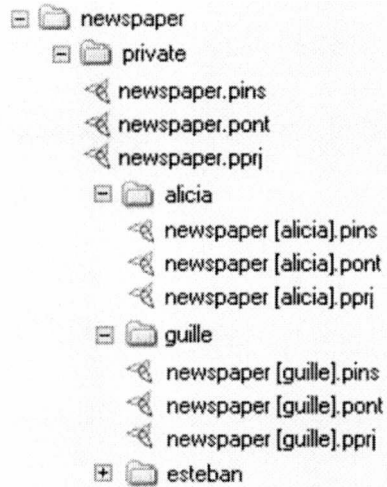 newspaper
private
newspaper.pins
newspaper.pont
newspaper.pprj
alicia
newspaper [alicia].pins
newspaper [alicia].pont
newspaper [alicia].pprj
guille
newspaper [guille].pins
newspaper [guille].pont
newspaper [guille].pprj
esteban